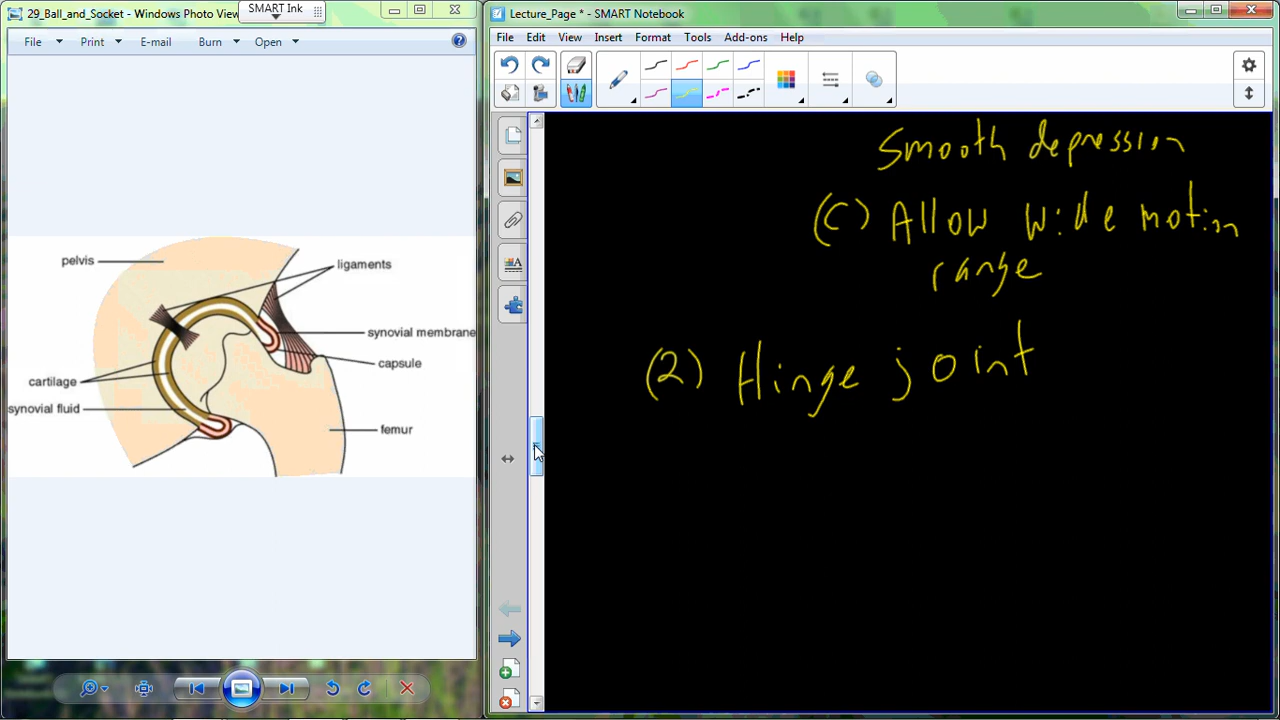 29_Ball_and_Socket - Windows Photo View
SMART Ink
File Print E-mail Burn Open
pelvis
ligaments
synovial membrane
capsule
cartilage
synovial fluid
femur
Lecture_Page * - SMART Notebook
File Edit View Insert Format Tools Add-ons Help
Smooth depression
(C) Allow wide motion
range
(2) Hinge joint